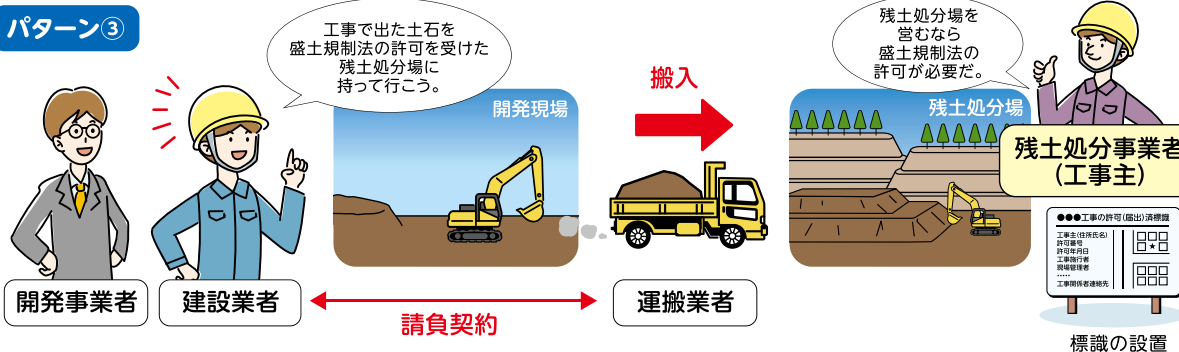 パターン③
工事で出た土石を
盛土規制法の許可を受けた
残土処分場に
持って行こう。
開発現場
搬入
残土処分場を
営むなら
盛土規制法の
許可が必要だ。
残土処分場
残土処分事業者
(工事主)
●●●工事の許可(届出)済標識
工事主(住所氏名)
許可番号
許可年月日
工事施行者
現場管理者
・・・・・
工事関係者連絡先
★
標識の設置
開発事業者
建設業者
請負契約
運搬業者